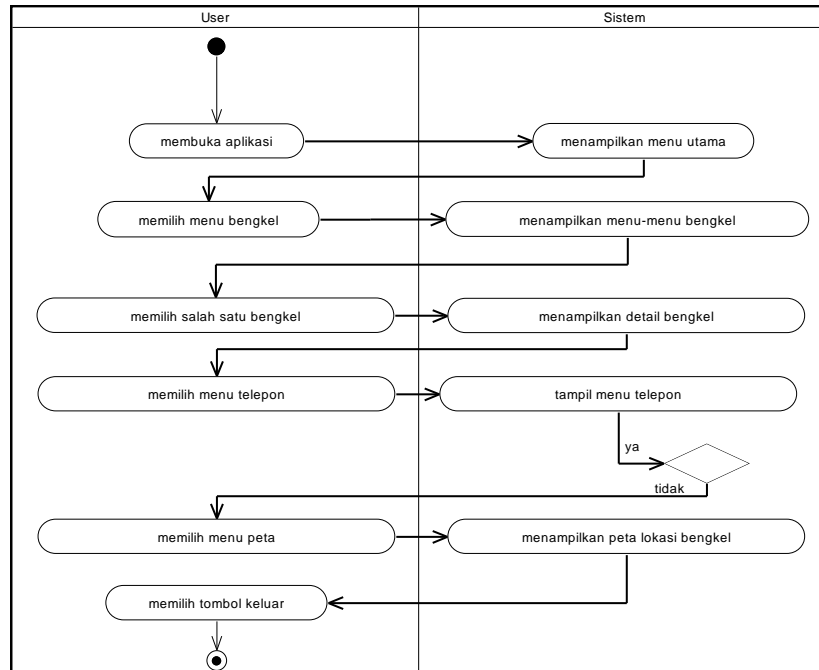 User
Sistem
membuka aplikasi
menampilkan menu utama
memilih menu bengkel
menampilkan menu-menu bengkel
memilih salah satu bengkel
menampilkan detail bengkel
memilih menu telepon
tampil menu telepon
ya
tidak
memilih menu peta
menampilkan peta lokasi bengkel
memilih tombol keluar